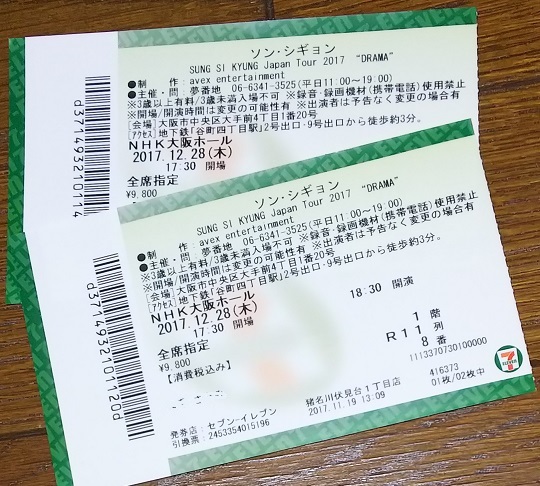 ソン・シギョン
SUNG SI KYUNG Japan Tour 2017 “DRAMA”
●制　作：avex entertainment
●主催・問：夢番地 06-6341-3525(平日11:00～19:00)
※3歳以上有料/3歳未満入場不可 ※録音・録画機材(携帯電話)使用禁止
※開場/開演時間は変更の可能性有 ※出演者は予告なく変更の場合有
[会場]大阪市中央区大手前4丁目1番20号
[アクセス]地下鉄「谷町四丁目駅」2号出口・9号出口から徒歩約3分。
NHK大阪ホール
2017.12.28(木)
17:30 開場
全席指定
¥9,800
d37149321011 4
ソン・シギョン
SUNG SI KYUNG Japan Tour 2017 “DRAMA”
●制　作：avex entertainment
●主催・問：夢番地 06-6341-3525(平日11:00～19:00)
※3歳以上有料/3歳未満入場不可 ※録音・録画機材(携帯電話)使用禁止
※開場/開演時間は変更の可能性有 ※出演者は予告なく変更の場合有
[会場]大阪市中央区大手前4丁目1番20号
[アクセス]地下鉄「谷町四丁目駅」2号出口・9号出口から徒歩約3分。
NHK大阪ホール
2017.12.28(木)
17:30 開場 18:30 開演
全席指定
¥9,800
【消費税込み】
1 階
R11 列
8 番
1113370730100000
7 ELEVEN
416373
01枚/02枚中
発券店：セブン-イレブン 猪名川伏見台1丁目店
引換票：2453354015196 2017.11.19 13:09
d37149321011 20d